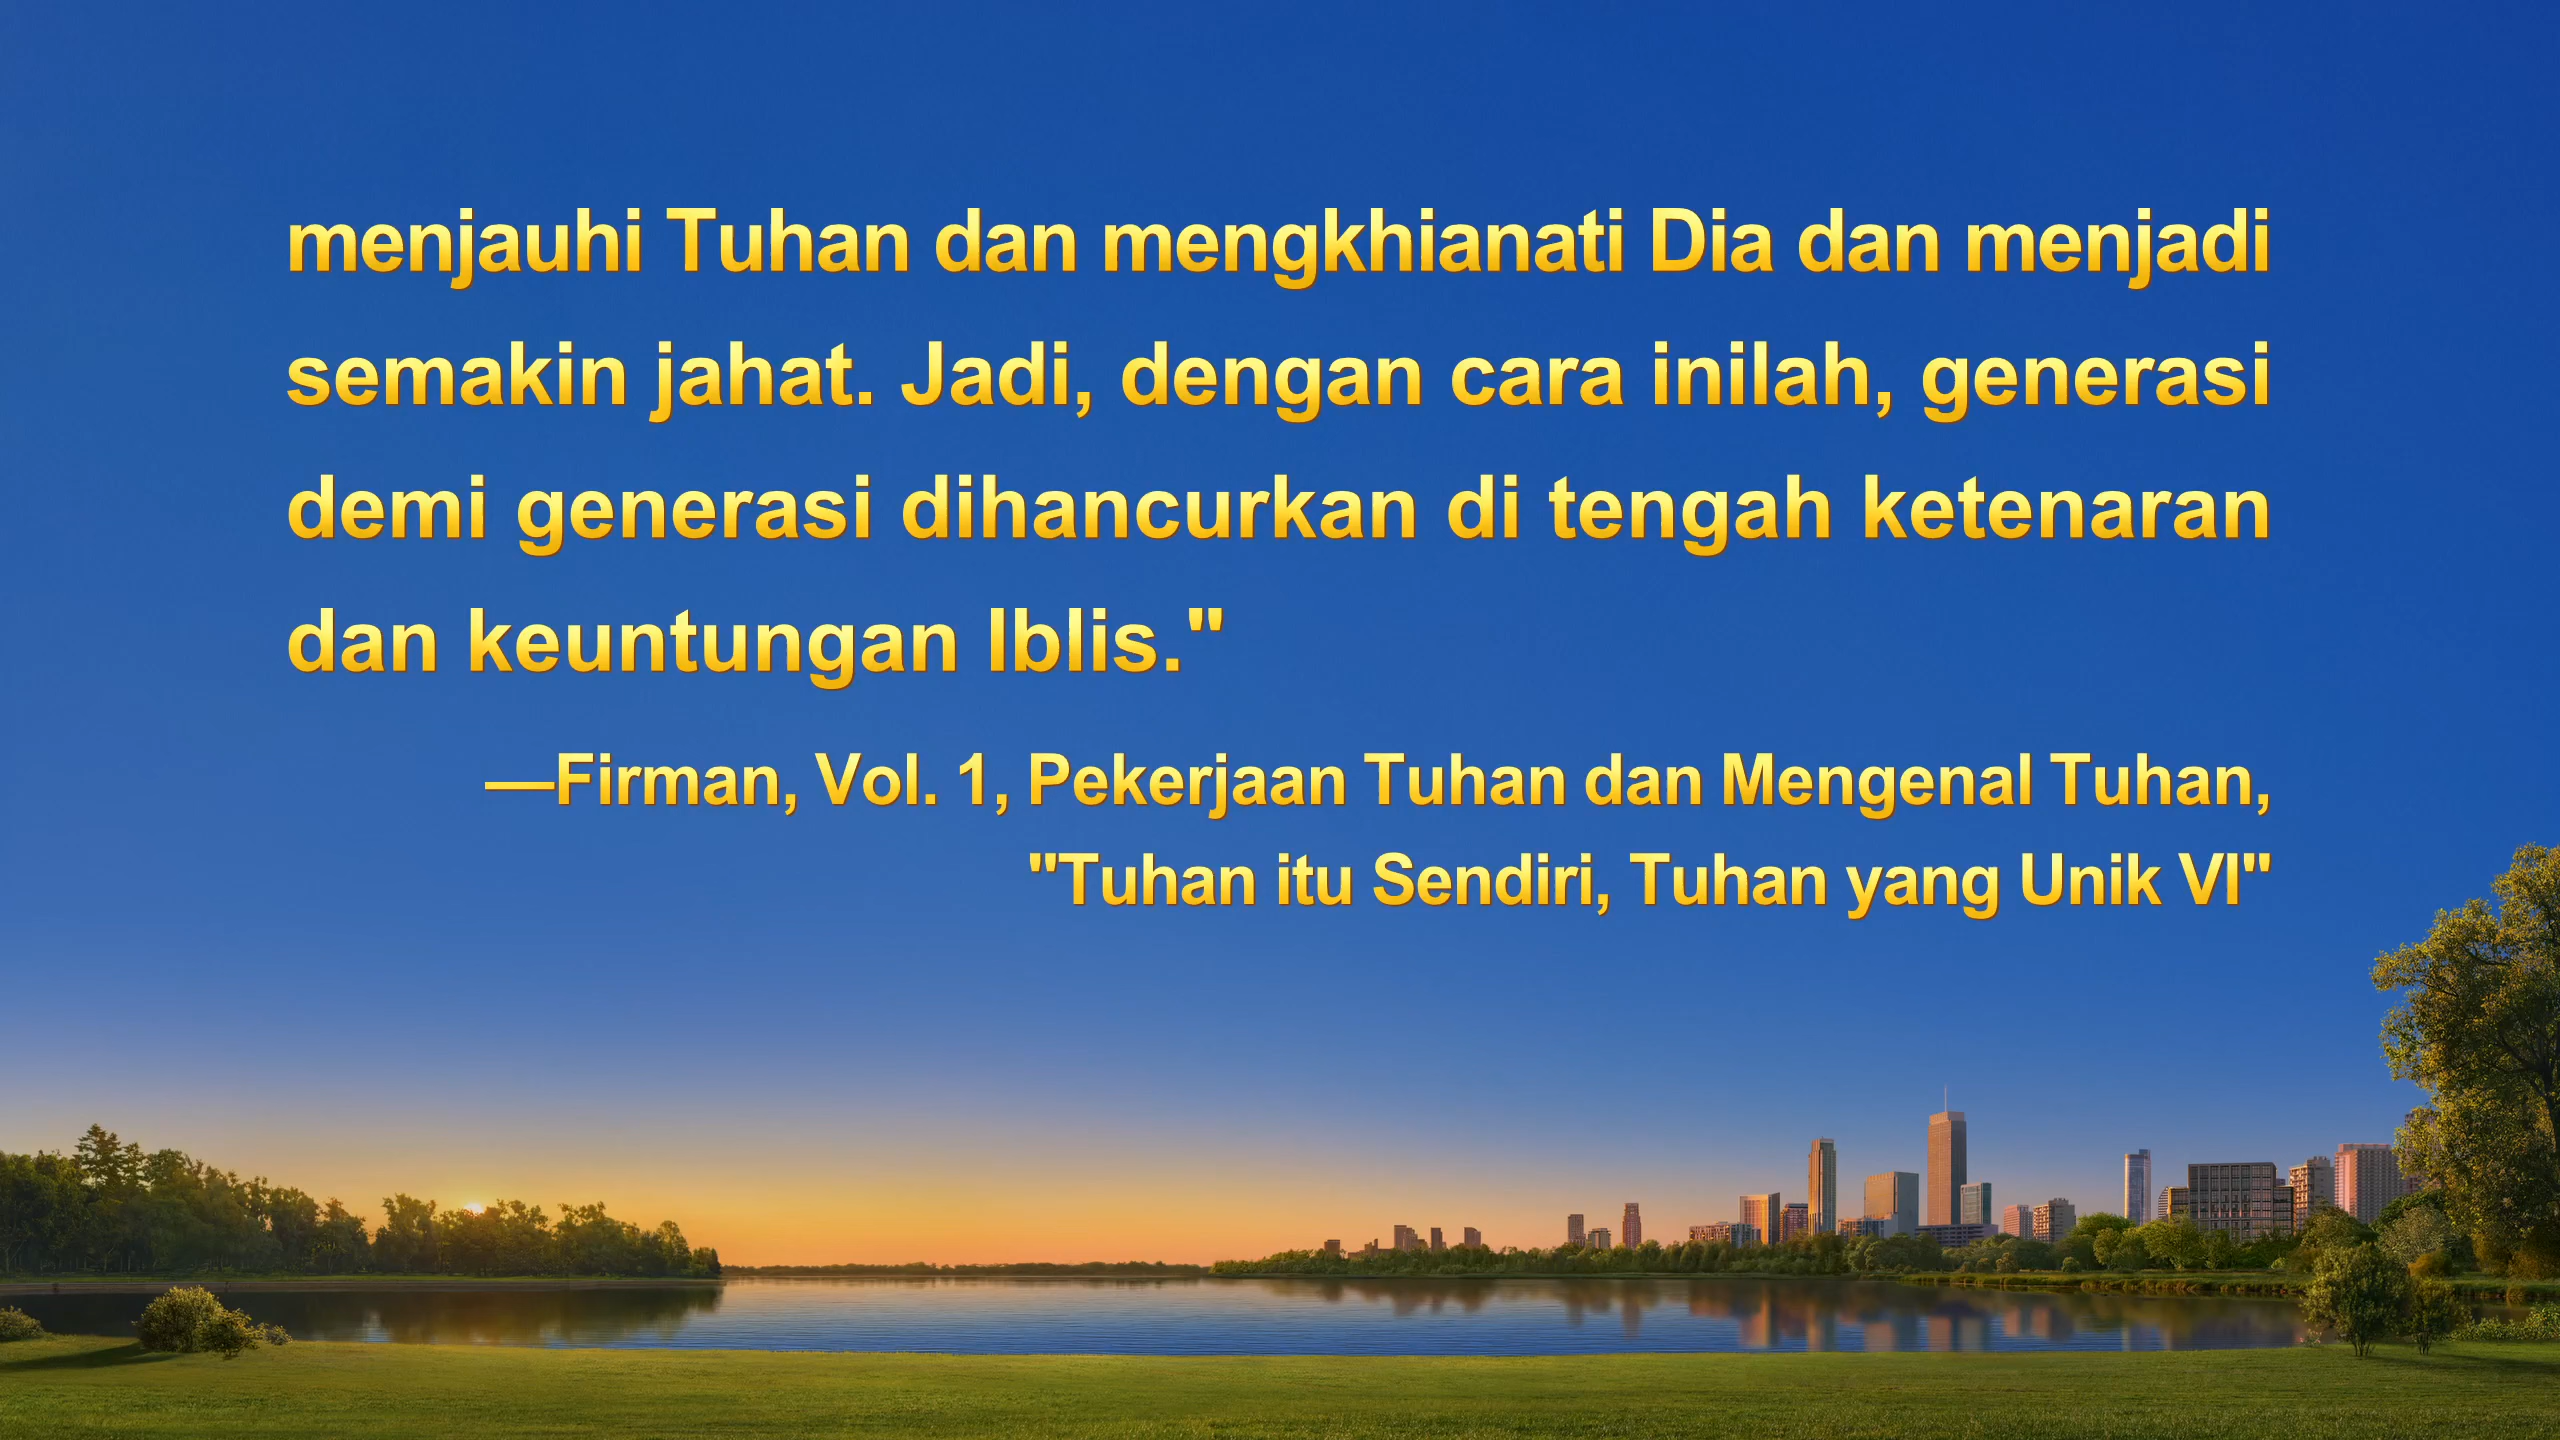 menjauhi Tuhan dan mengkhianati Dia dan menjadi
semakin jahat. Jadi, dengan cara inilah, generasi
demi generasi dihancurkan di tengah ketenaran
dan keuntungan Iblis."
—Firman, Vol. 1, Pekerjaan Tuhan dan Mengenal Tuhan,
"Tuhan itu Sendiri, Tuhan yang Unik VI"